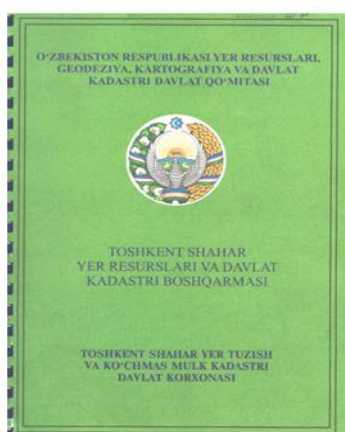 O‘ZBEKISTON RESPUBLIKASI YER RESURSLARI,
GEODEZIYA, KARTOGRAFIYA VA DAVLAT
KADASTRI DAVLAT QO‘MITASI
TOSHKENT SHAHAR
YER RESURSLARI VA DAVLAT
KADASTRI BOSHQARMASI
TOSHKENT SHAHAR YER TUZISH
VA KO‘CHMAS MULK KADASTRI
DAVLAT KORXONASI